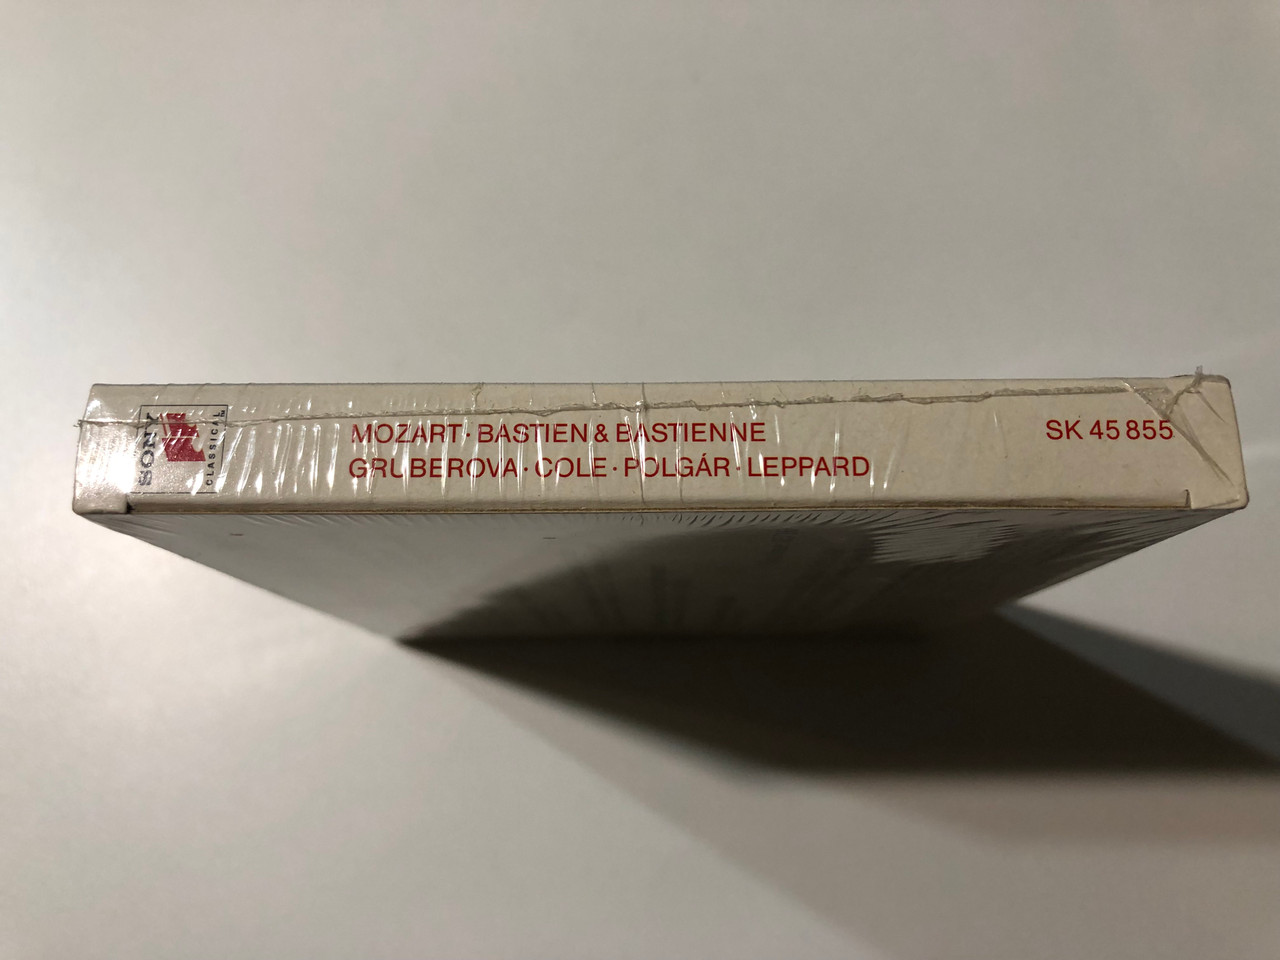 SONY
CLASSICAL
MOZART · BASTIEN & BASTIENNE
GRUBEROVA · COLE · POLGÁR · LEPPARD
SK 45 855